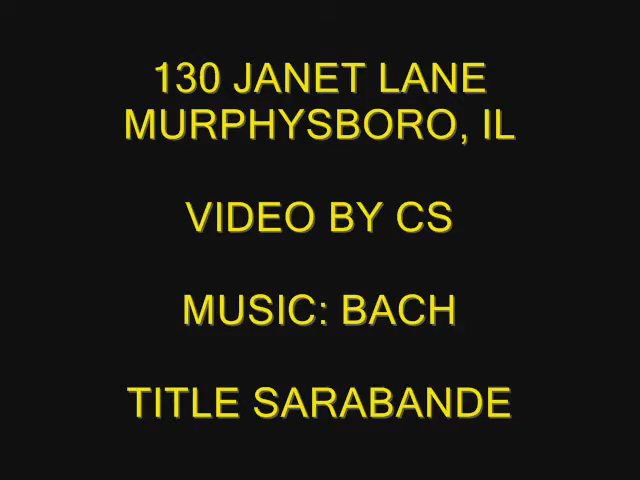 130 JANET LANE
MURPHYSBORO, IL
VIDEO BY CS
MUSIC: BACH
TITLE SARABANDE